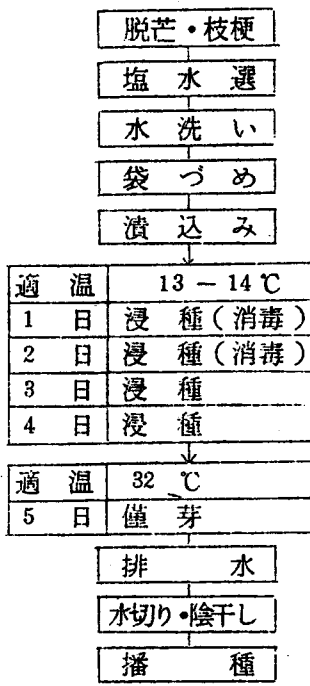 脱芒・枝梗
塩水選
水洗い
袋づめ
漬込み
適温 13－14℃
1日 浸種（消毒）
2日 浸種（消毒）
3日 浸種
4日 浸種
適温 32℃
5日 催芽
排水
水切り・陰干し
播種